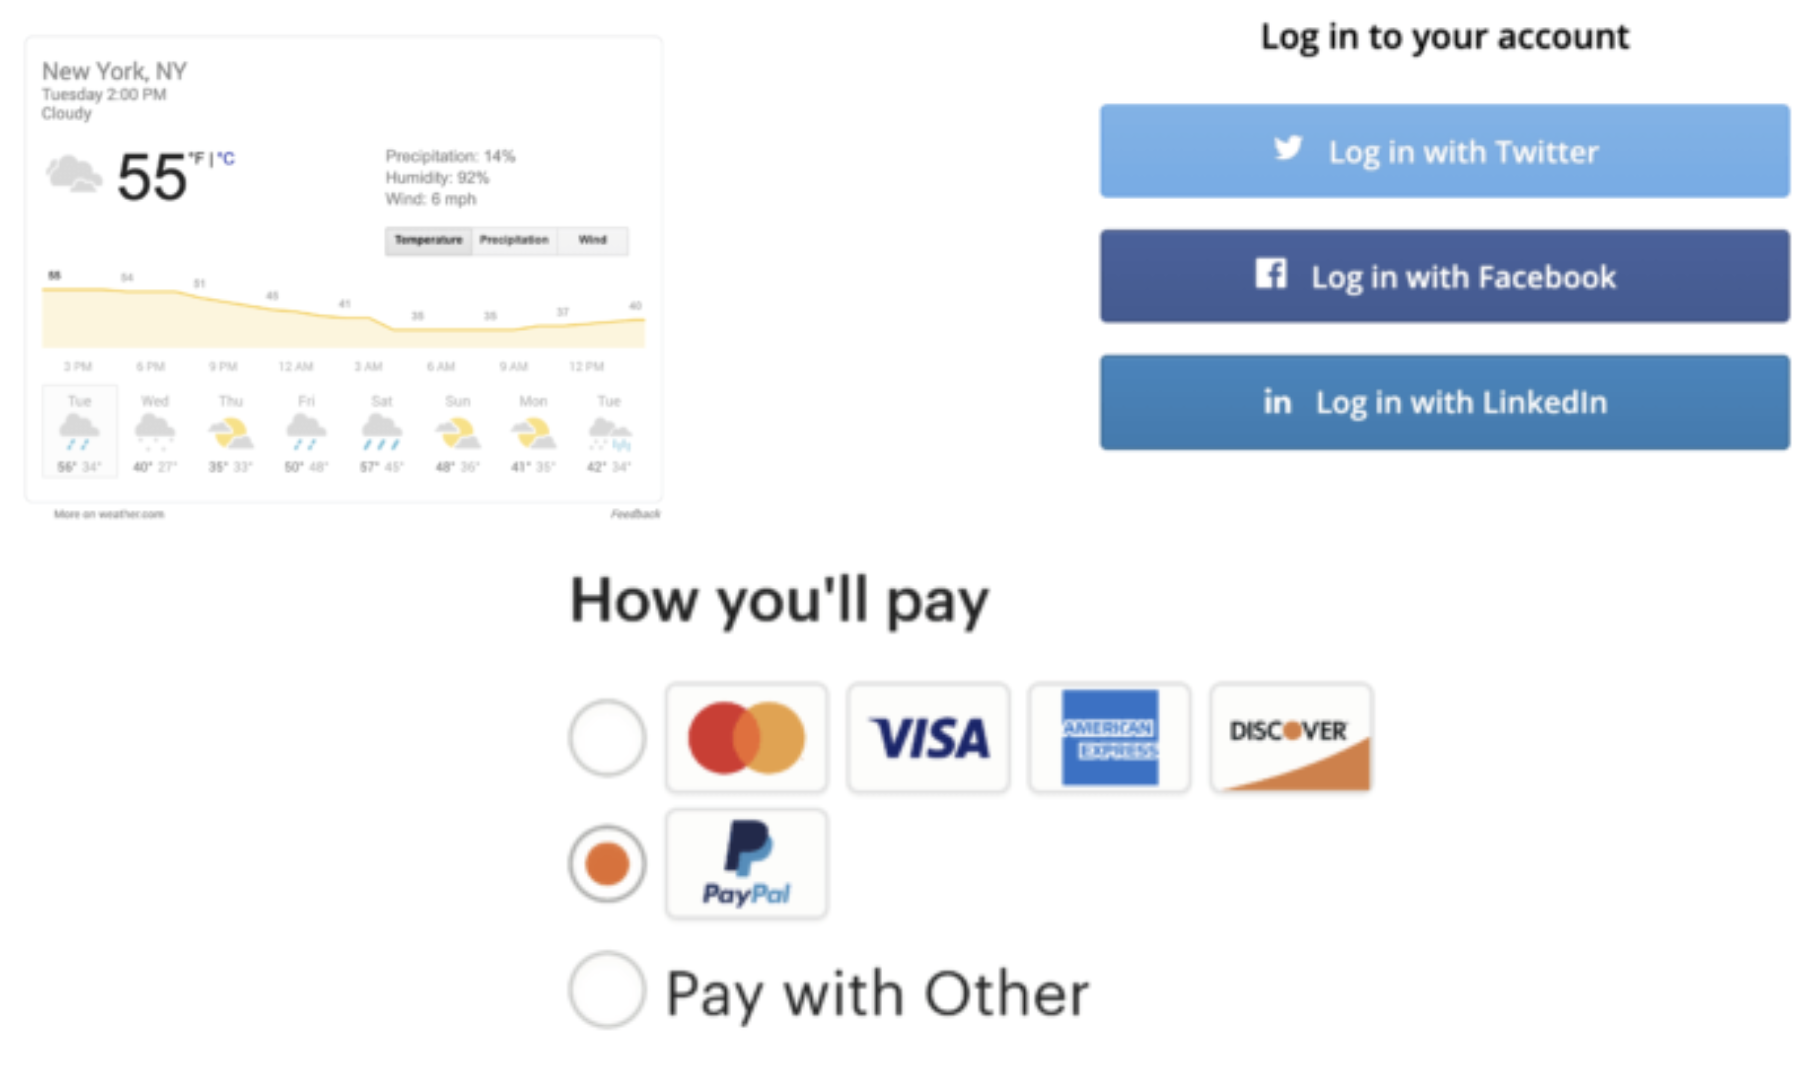 New York, NY
Tuesday 2:00 PM
Cloudy
55 °F | °C
Precipitation: 14%
Humidity: 92%
Wind: 6 mph
Temperature Precipitation Wind
55 54 51 45 41 35 35 37 40
3 PM 6 PM 9 PM 12 AM 3 AM 6 AM 9 AM 12 PM
Tue Wed Thu Fri Sat Sun Mon Tue
56° 34° 40° 27° 35° 33° 50° 48° 57° 45° 48° 36° 41° 35° 42° 34°
More on weather.com Feedback
Log in to your account
Log in with Twitter
f Log in with Facebook
in Log in with LinkedIn
How you'll pay
VISA AMERICAN EXPRESS DISCOVER
P PayPal
Pay with Other